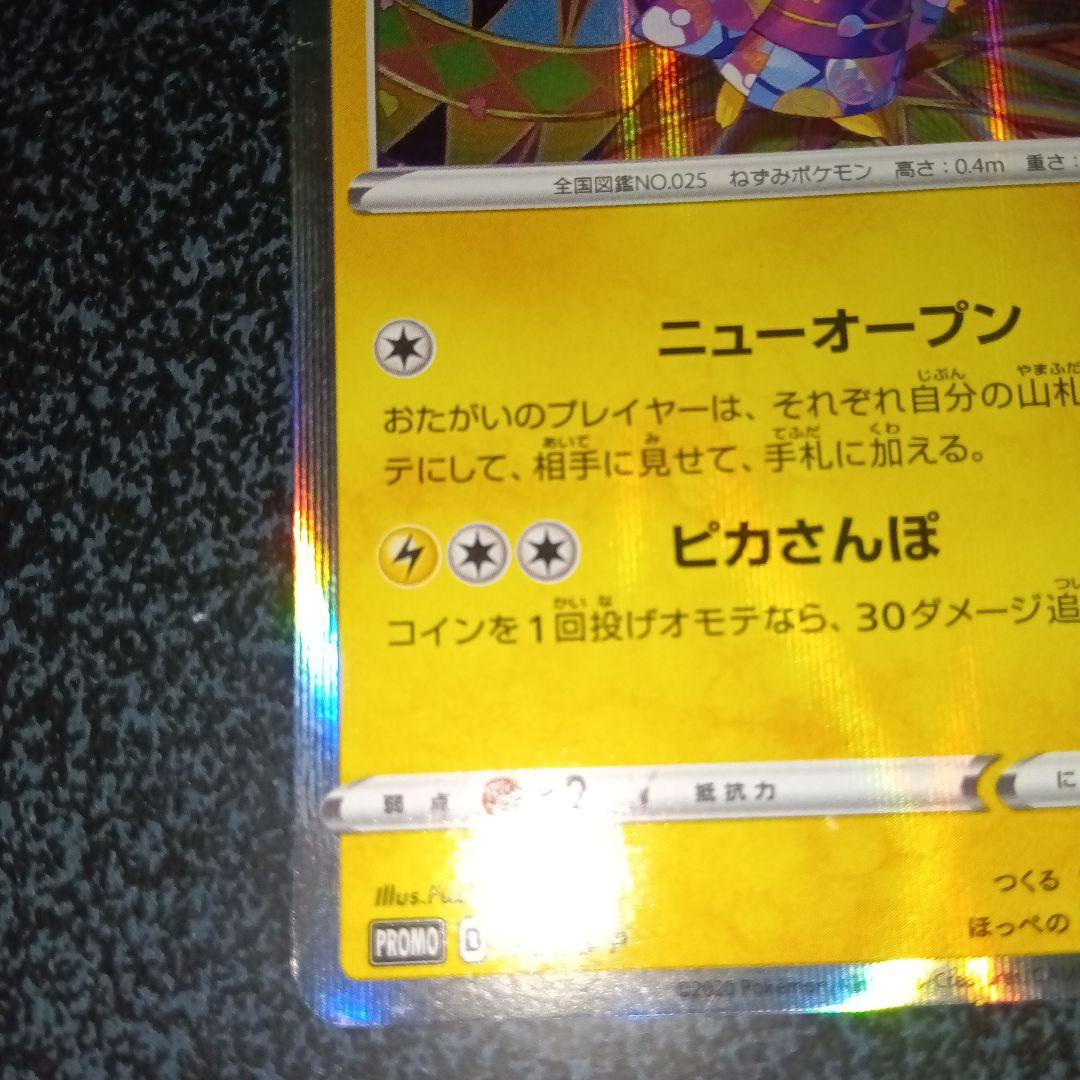 全国図鑑NO.025 ねずみポケモン 高さ:0.4m 重さ:
ニューオープン
おたがいのプレイヤーは、それぞれ自分の山札
テにして、相手に見せて、手札に加える。
ピカさんぽ
コインを1回投げオモテなら、30ダメージ追
弱点 ×2 抵抗力 に
Illus.
つくる
ほっぺの
PROMO D
©2020 Pokémon